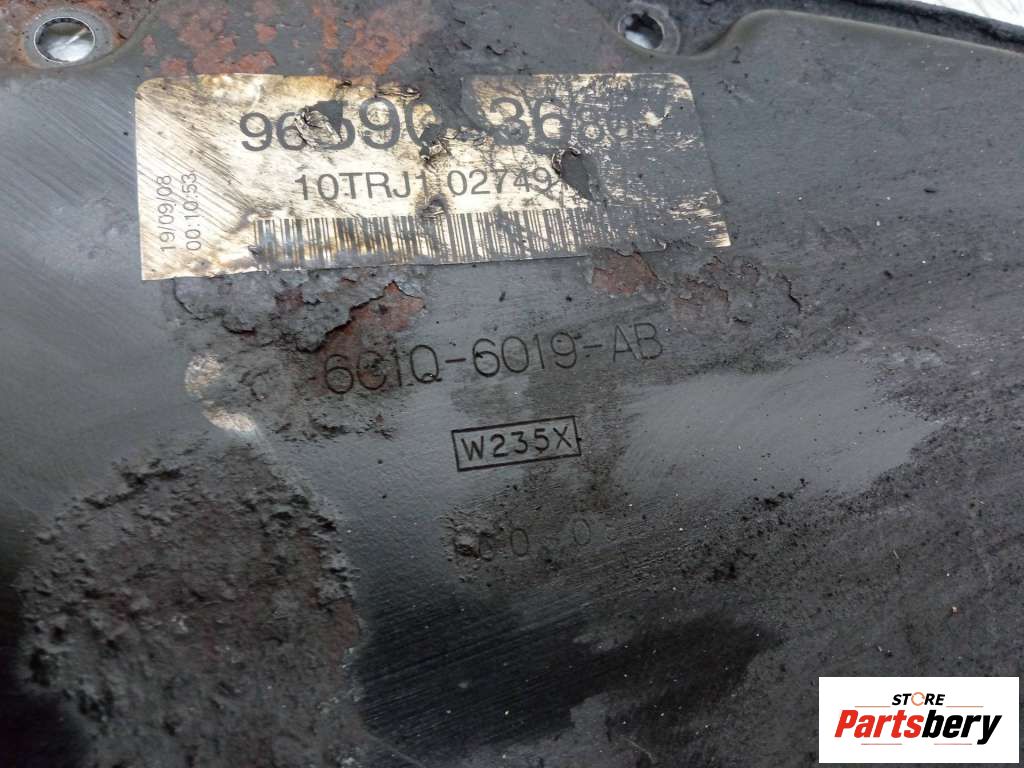 10TRJ1 02749
19/09/08
00:10:53
6C1Q-6019-AB
W235X
STORE
Partsbery